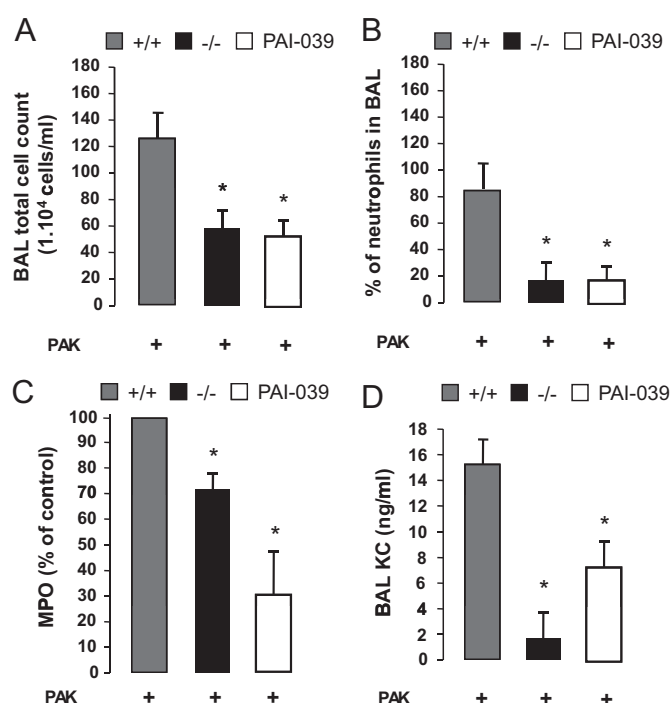 A
+/+ -/- PAI-039
BAL total cell count
(1.10⁴ cells/ml)
180
160
140
120
100
80
60
40
20
0
*
*
PAK + + +
B
+/+ -/- PAI-039
% of neutrophils in BAL
180
160
140
120
100
80
60
40
20
0
*
*
PAK + + +
C
+/+ -/- PAI-039
MPO (% of control)
100
90
80
70
60
50
40
30
20
10
0
*
*
PAK + + +
D
+/+ -/- PAI-039
BAL KC (ng/ml)
18
16
14
12
10
8
6
4
2
0
*
*
PAK + + +